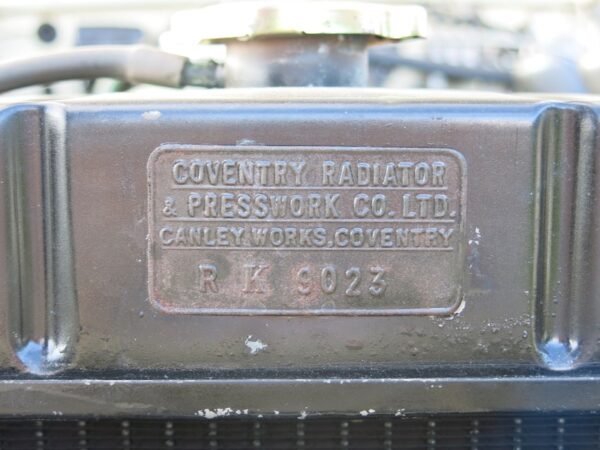 COVENTRY RADIATOR
& PRESSWORK CO. LTD.
CANLEY WORKS, COVENTRY
R K 9023